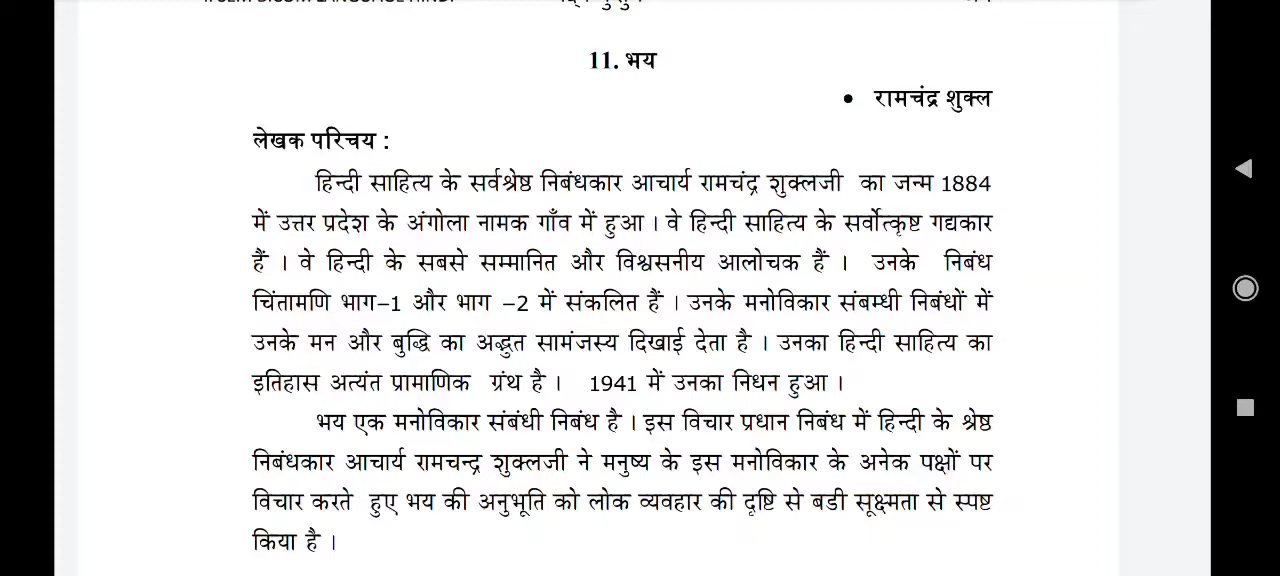 11. भय
• रामचंद्र शुक्ल
लेखक परिचय :
हिन्दी साहित्य के सर्वश्रेष्ठ निबंधकार आचार्य रामचंद्र शुक्लजी का जन्म 1884
में उत्तर प्रदेश के अंगोला नामक गाँव में हुआ । वे हिन्दी साहित्य के सर्वोत्कृष्ट गद्यकार
हैं । वे हिन्दी के सबसे सम्मानित और विश्वसनीय आलोचक हैं । उनके निबंध
चिंतामणि भाग–1 और भाग –2 में संकलित हैं । उनके मनोविकार संबम्धी निबंधों में
उनके मन और बुद्धि का अद्भुत सामंजस्य दिखाई देता है । उनका हिन्दी साहित्य का
इतिहास अत्यंत प्रामाणिक ग्रंथ है । 1941 में उनका निधन हुआ ।
भय एक मनोविकार संबंधी निबंध है । इस विचार प्रधान निबंध में हिन्दी के श्रेष्ठ
निबंधकार आचार्य रामचन्द्र शुक्लजी ने मनुष्य के इस मनोविकार के अनेक पक्षों पर
विचार करते हुए भय की अनुभूति को लोक व्यवहार की दृष्टि से बडी सूक्ष्मता से स्पष्ट
किया है ।